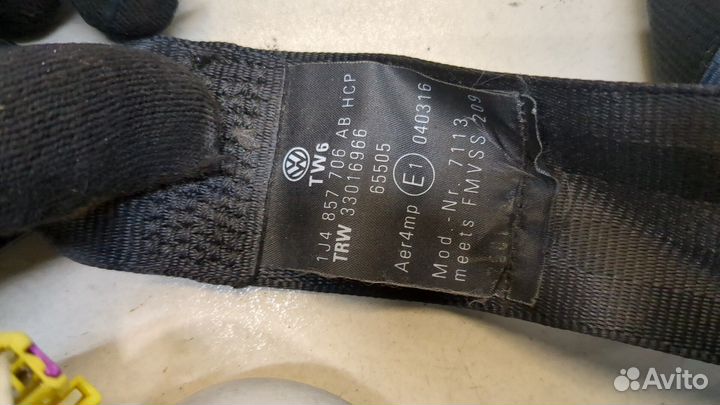 VW
TW6
1J4 857 706 AB HCP
TRW 33016966
65505
Aer4mp E1 040316
Mod.-Nr. 7113
meets FMVSS 209
Avito